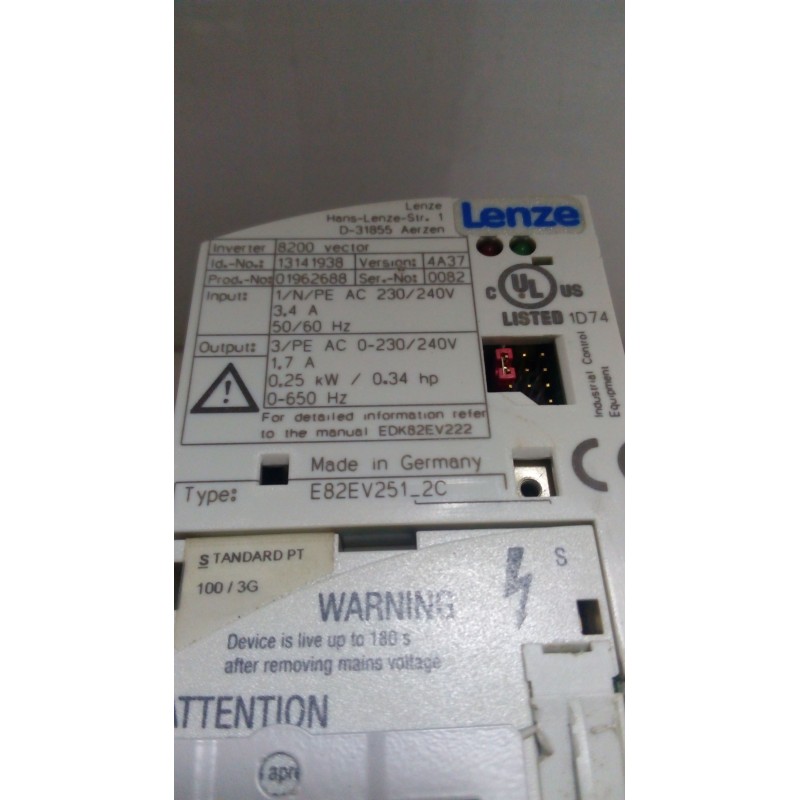 Lenze
Hans-Lenze-Str. 1
D-31855 Aerzen
Lenze
Inverter 8200 vector
Id.-No.: 13141938 Version: 4A37
Prod.-No: 01962688 Ser.-No: 0082
Input: 1/N/PE AC 230/240V
3.4 A
50/60 Hz
Output: 3/PE AC 0-230/240V
1.7 A
0.25 kW / 0.34 hp
0-650 Hz
For detailed information refer
to the manual EDK82EV222
C UL US
LISTED 1D74
Industrial Control
Equipment
Made in Germany
CE
Type: E82EV251_2C
STANDARD PT
100 / 3G
S
WARNING
Device is live up to 180 s
after removing mains voltage
ATTENTION
apri